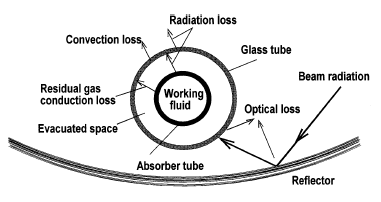 Radiation loss
Convection loss
Glass tube
Beam radiation
Residual gas
conduction loss
Working
fluid
Optical loss
Evacuated space
Absorber tube
Reflector